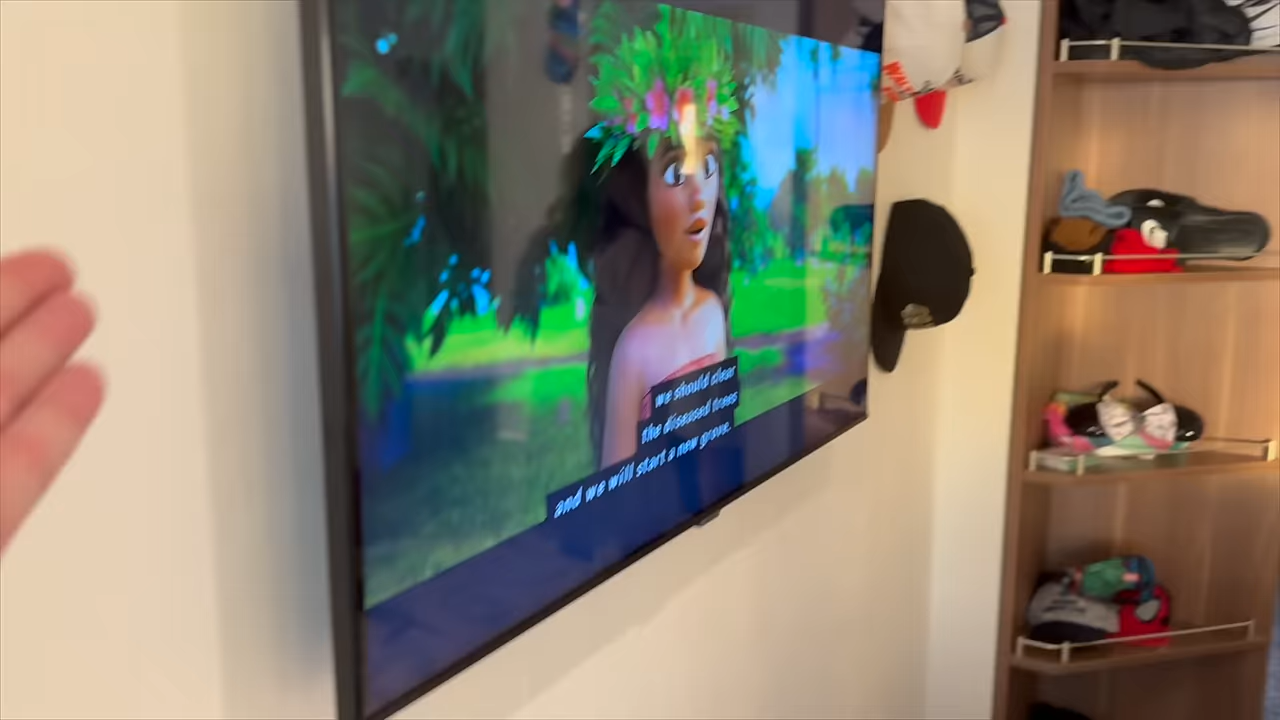 we should clear
the diseased trees
and we will start a new grove.